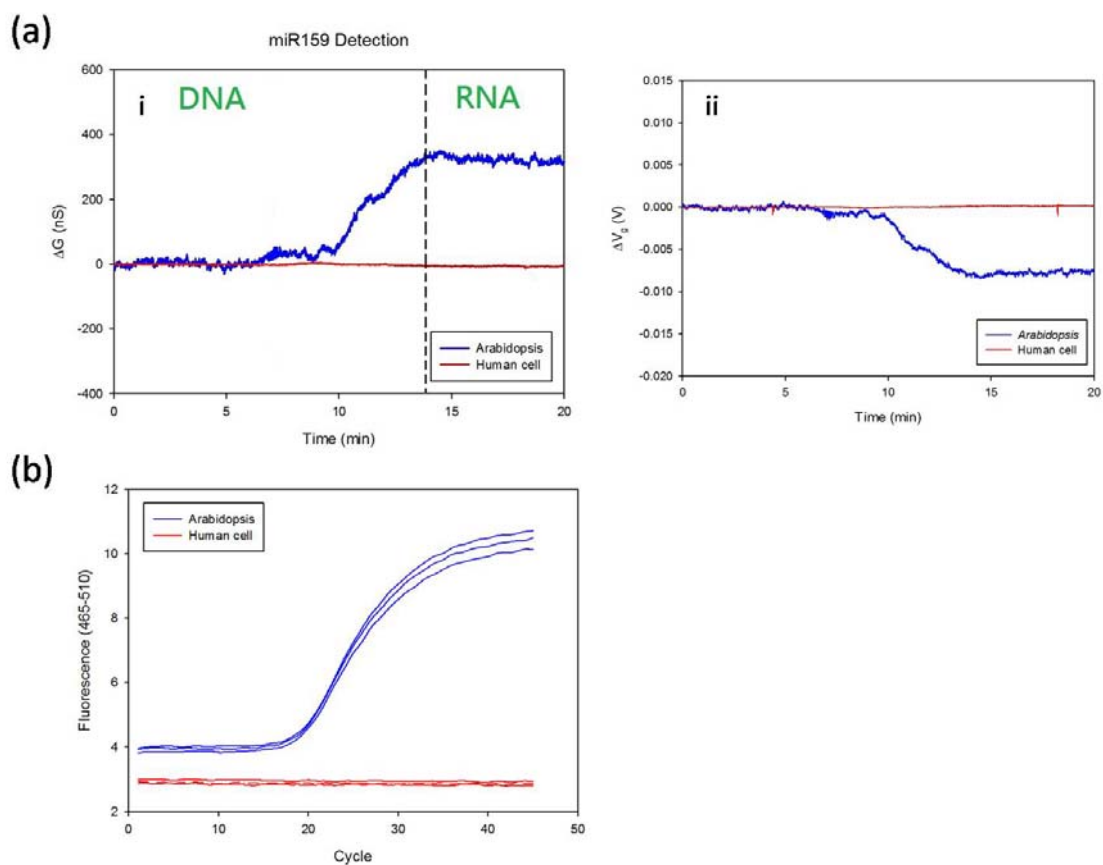 (a)
miR159 Detection
i
DNA
RNA
600
400
200
0
-200
-400
ΔG (nS)
0
5
10
15
20
Time (min)
Arabidopsis
Human cell
ii
0.015
0.010
0.005
0.000
-0.005
-0.010
-0.015
-0.020
ΔVg (V)
0
5
10
15
20
Time (min)
Arabidopsis
Human cell
(b)
12
10
8
6
4
2
Fluorescence (465-510)
Arabidopsis
Human cell
0
10
20
30
40
50
Cycle